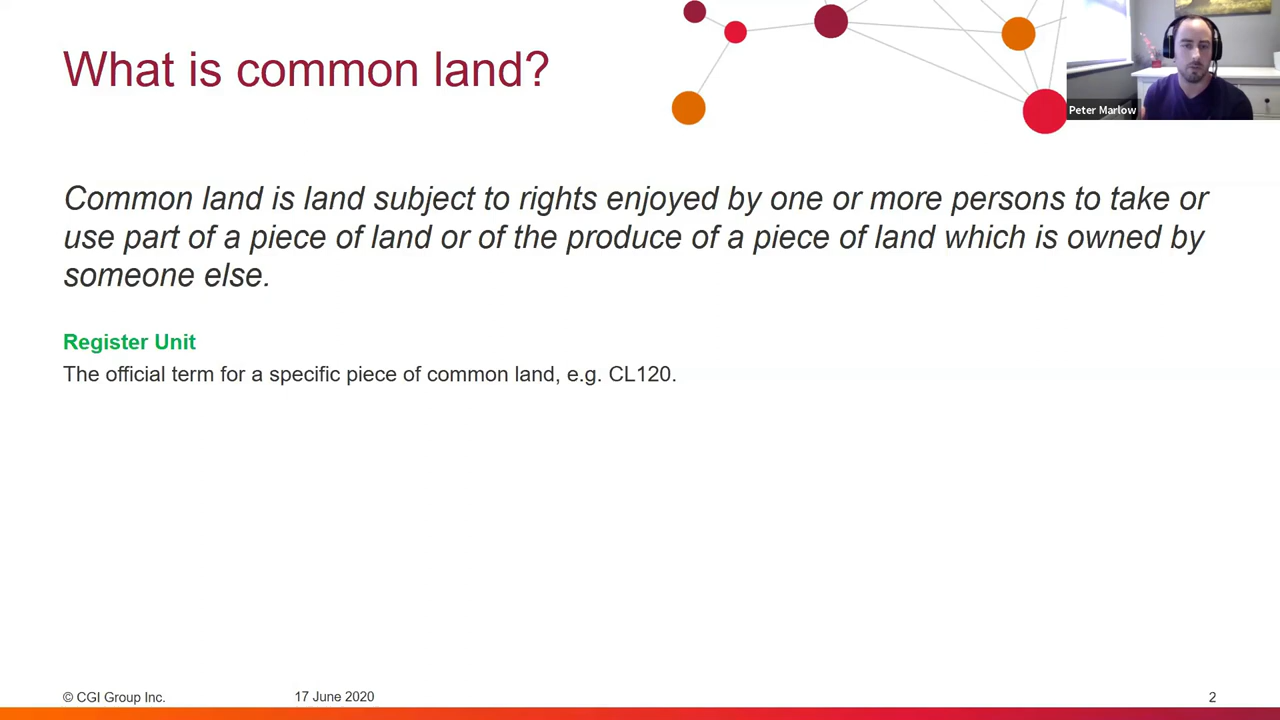 What is common land?
Peter Marlow
Common land is land subject to rights enjoyed by one or more persons to take or
use part of a piece of land or of the produce of a piece of land which is owned by
someone else.
Register Unit
The official term for a specific piece of common land, e.g. CL120.
© CGI Group Inc.
17 June 2020
2